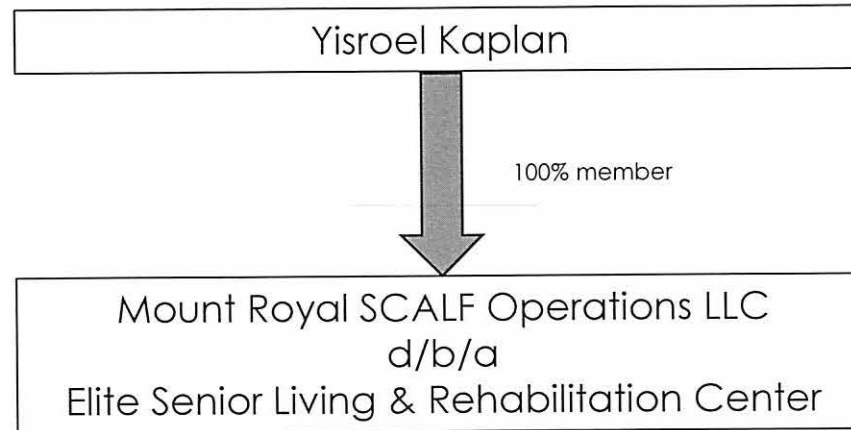 Yisroel Kaplan
100% member
Mount Royal SCALF Operations LLC
d/b/a
Elite Senior Living & Rehabilitation Center